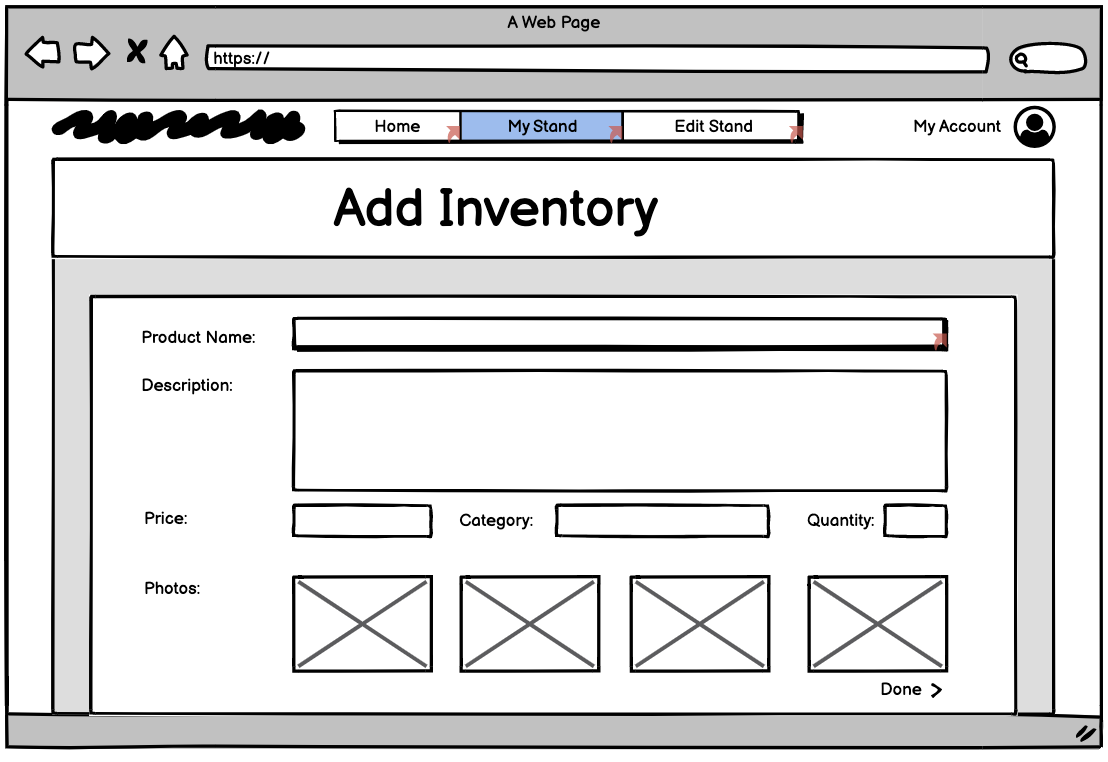 A Web Page
https://
Home My Stand Edit Stand My Account
Add Inventory
Product Name:
Description:
Price: Category: Quantity:
Photos:
Done